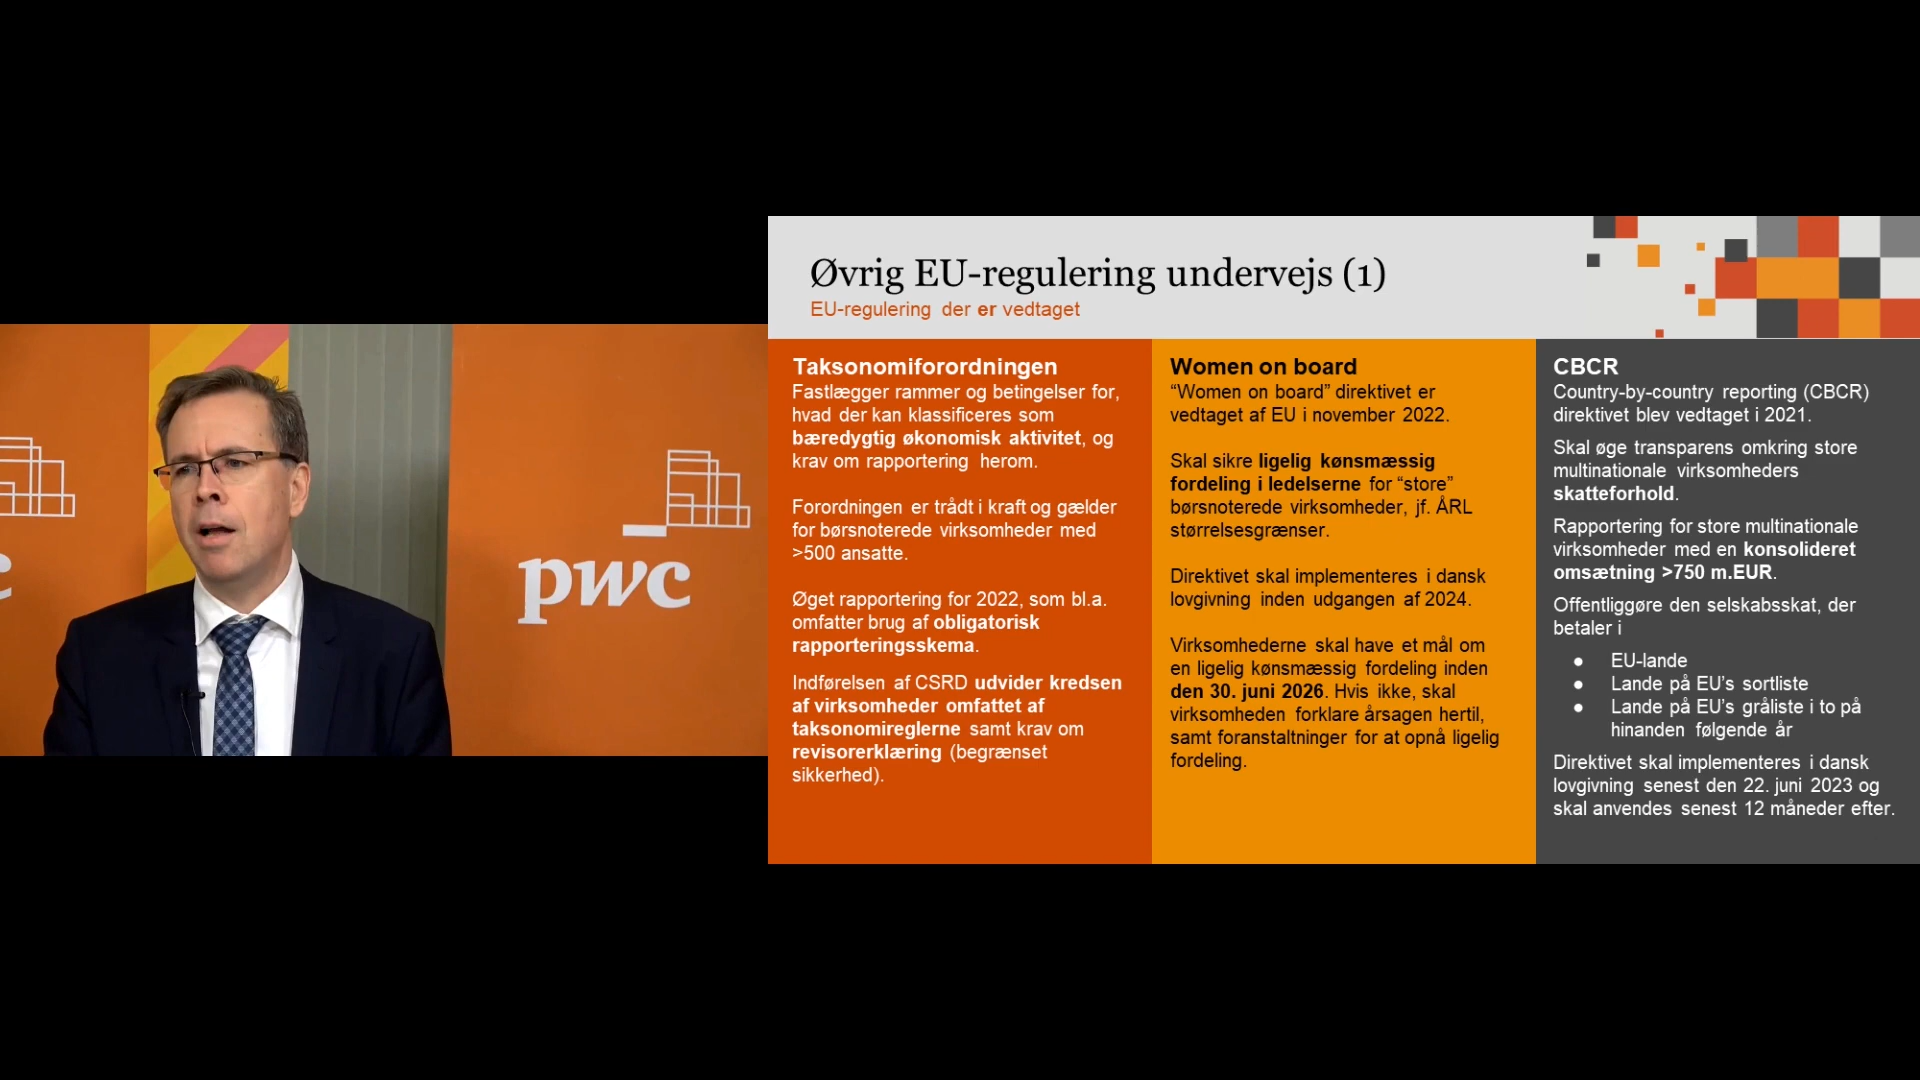 pwc
Øvrig EU-regulering undervejs (1)
EU-regulering der er vedtaget
Taksonomiforordningen
Fastlægger rammer og betingelser for,
hvad der kan klassificeres som
bæredygtig økonomisk aktivitet, og
krav om rapportering herom.
Forordningen er trådt i kraft og gælder
for børsnoterede virksomheder med
>500 ansatte.
Øget rapportering for 2022, som bl.a.
omfatter brug af obligatorisk
rapporteringsskema.
Indførelsen af CSRD udvider kredsen
af virksomheder omfattet af
taksonomireglerne samt krav om
revisorerklæring (begrænset
sikkerhed).
Women on board
“Women on board” direktivet er
vedtaget af EU i november 2022.
Skal sikre ligelig kønsmæssig
fordeling i ledelserne for “store”
børsnoterede virksomheder, jf. ÅRL
størrelsesgrænser.
Direktivet skal implementeres i dansk
lovgivning inden udgangen af 2024.
Virksomhederne skal have et mål om
en ligelig kønsmæssig fordeling inden
den 30. juni 2026. Hvis ikke, skal
virksomheden forklare årsagen hertil,
samt foranstaltninger for at opnå ligelig
fordeling.
CBCR
Country-by-country reporting (CBCR)
direktivet blev vedtaget i 2021.
Skal øge transparens omkring store
multinationale virksomheders
skatteforhold.
Rapportering for store multinationale
virksomheder med en konsolideret
omsætning >750 m.EUR.
Offentliggøre den selskabsskat, der
betaler i
● EU-lande
● Lande på EU’s sortliste
● Lande på EU’s gråliste i to på
hinanden følgende år
Direktivet skal implementeres i dansk
lovgivning senest den 22. juni 2023 og
skal anvendes senest 12 måneder efter.